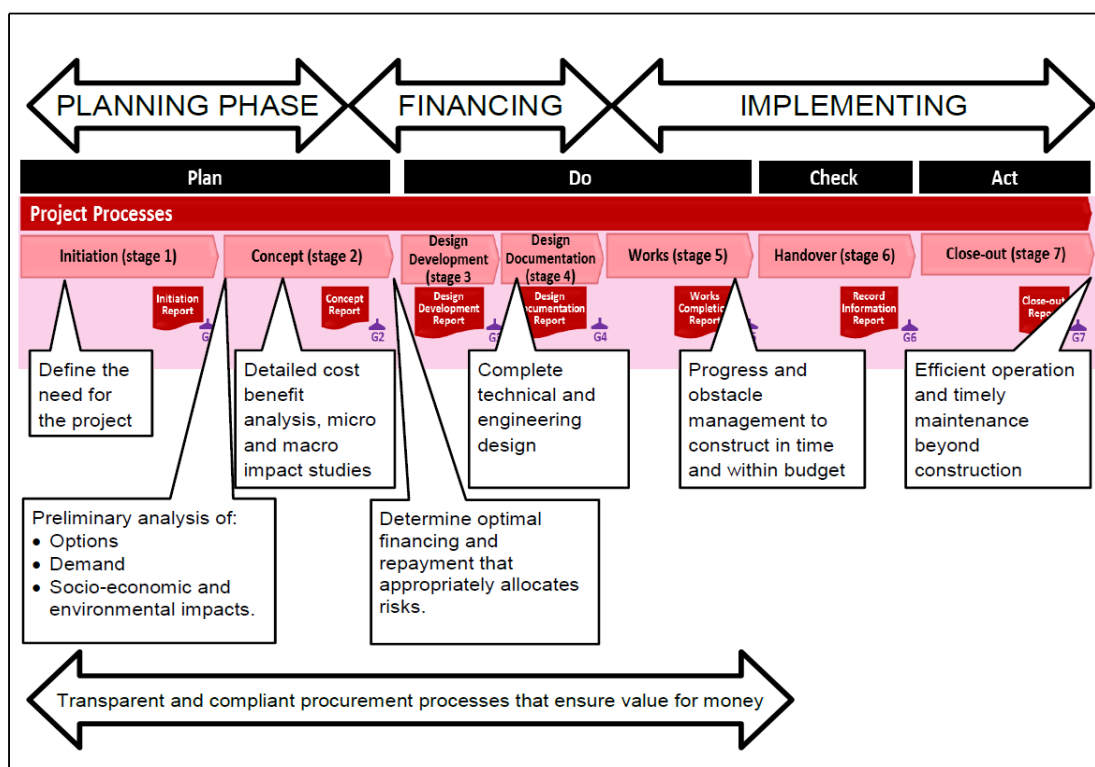 PLANNING PHASE
FINANCING
IMPLEMENTING
Plan
Do
Check
Act
Project Processes
Initiation (stage 1)
Concept (stage 2)
Design
Development
(stage 3
Design
Documentation
(stage 4)
Works (stage 5)
Handover (stage 6)
Close-out (stage 7)
Initiation
Report
Concept
Report
G2
Design
Development
Report
Design
Documentation
Report
G4
Works
Completion
Report
Record
Information
Report
G6
Close-out
Report
G7
Define the
need for
the project
Detailed cost
benefit
analysis, micro
and macro
impact studies
Complete
technical and
engineering
design
Progress and
obstacle
management to
construct in time
and within budget
Efficient operation
and timely
maintenance
beyond
construction
Preliminary analysis of:
• Options
• Demand
• Socio-economic and
environmental impacts.
Determine optimal
financing and
repayment that
appropriately allocates
risks.
Transparent and compliant procurement processes that ensure value for money